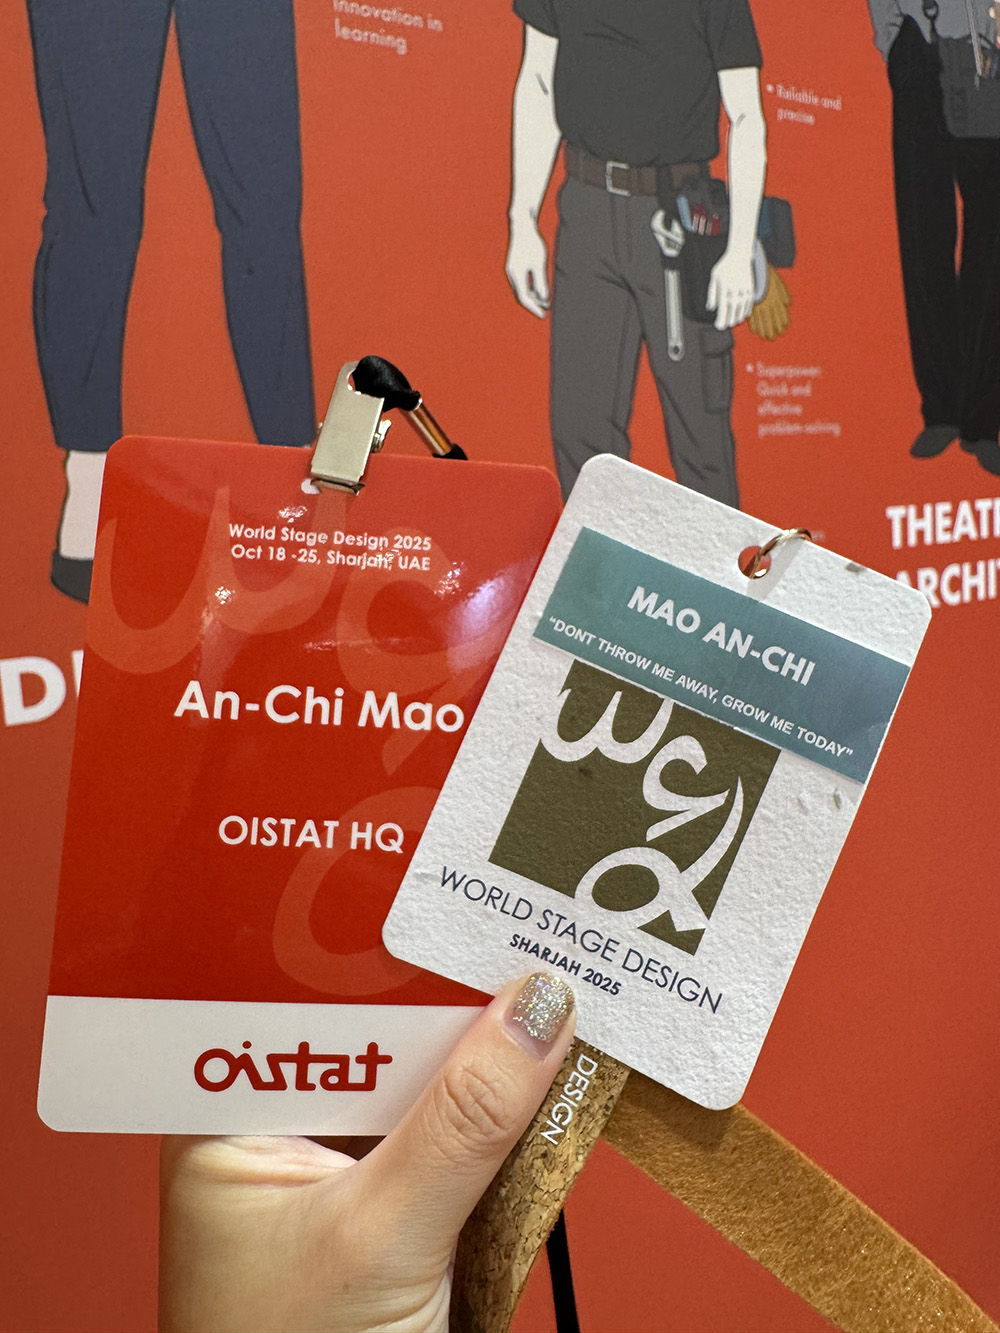 innovation in
learning
• Reliable and
precise
• Superpower:
Quick and
effective
problem-solving
THEAT
ARCHIT
D
World Stage Design 2025
Oct 18 -25, Sharjah, UAE
An-Chi Mao
OISTAT HQ
oistat
MAO AN-CHI
“DONT THROW ME AWAY, GROW ME TODAY”
wsd
WORLD STAGE DESIGN
SHARJAH 2025
DESIGN